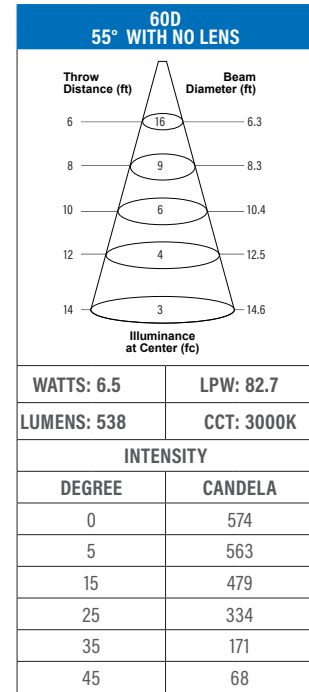 60D
55° WITH NO LENS
Throw Distance (ft)
Beam Diameter (ft)
6 16 6.3
8 9 8.3
10 6 10.4
12 4 12.5
14 3 14.6
Illuminance
at Center (fc)
WATTS: 6.5 LPW: 82.7
LUMENS: 538 CCT: 3000K
INTENSITY
DEGREE CANDELA
0 574
5 563
15 479
25 334
35 171
45 68